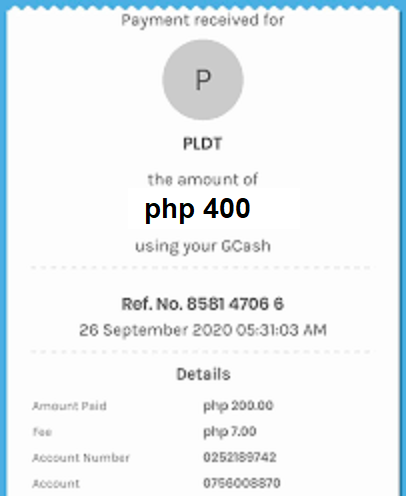 Payment received for
P
PLDT
the amount of
php 400
using your GCash
Ref. No. 8581 4706 6
26 September 2020 05:31:03 AM
Details
Amount Paid php 200.00
Fee php 7.00
Account Number 0252189742
Account 0756008870